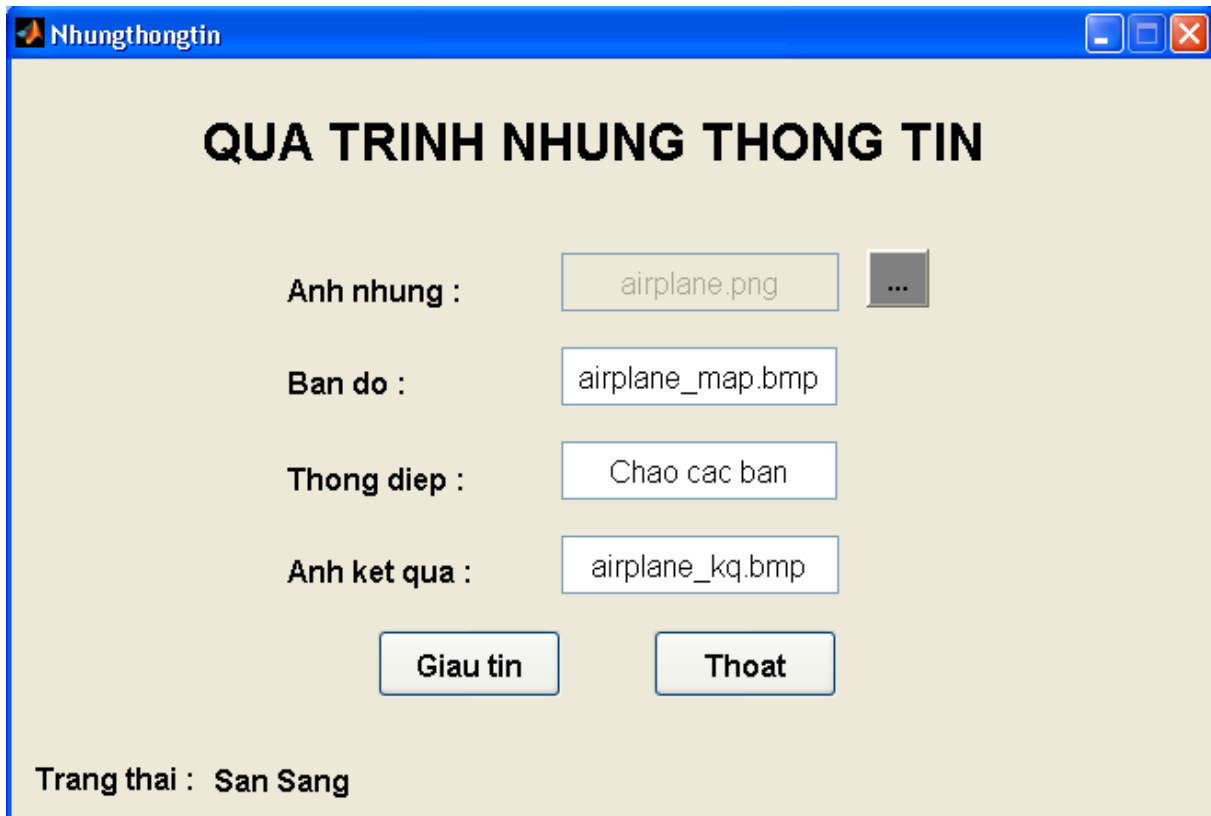 Nhungthongtin
QUA TRINH NHUNG THONG TIN
Anh nhung : airplane.png ...
Ban do : airplane_map.bmp
Thong diep : Chao cac ban
Anh ket qua : airplane_kq.bmp
Giau tin Thoat
Trang thai : San Sang